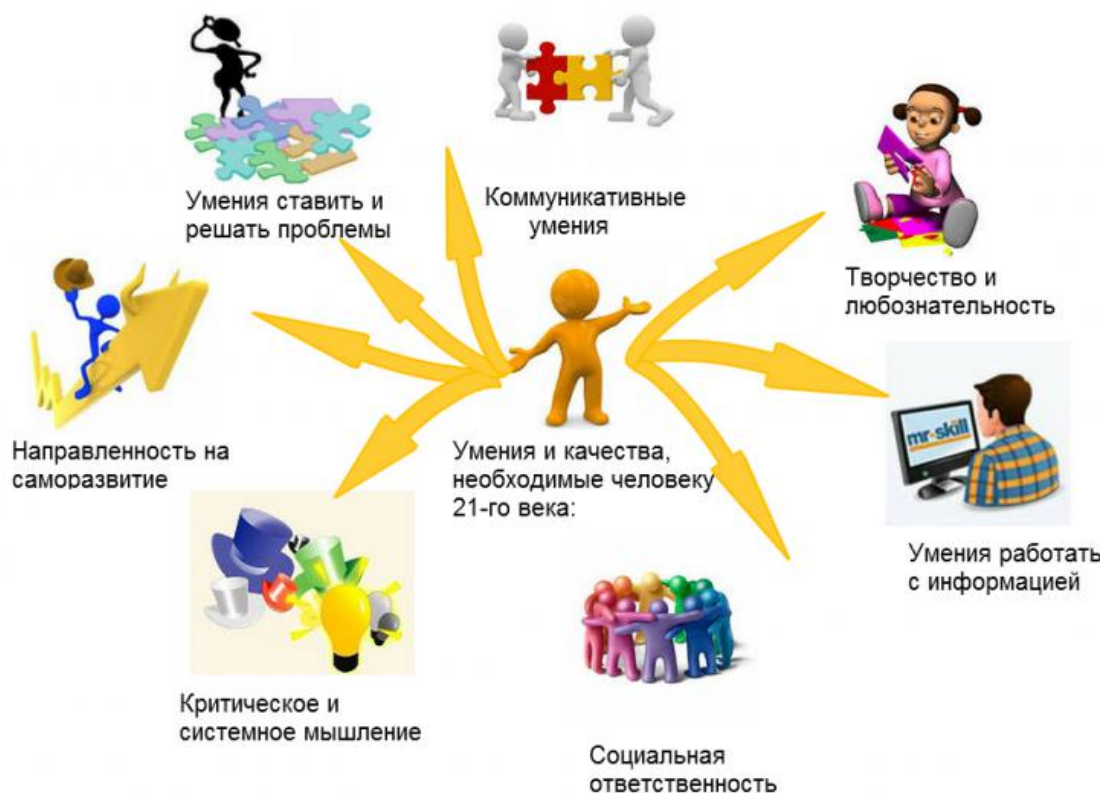 Умения ставить и
решать проблемы
Коммуникативные
умения
Творчество и
любознательность
Направленность на
саморазвитие
Умения и качества,
необходимые человеку
21-го века:
mr-skill
Умения работать
с информацией
Критическое и
системное мышление
Социальная
ответственность